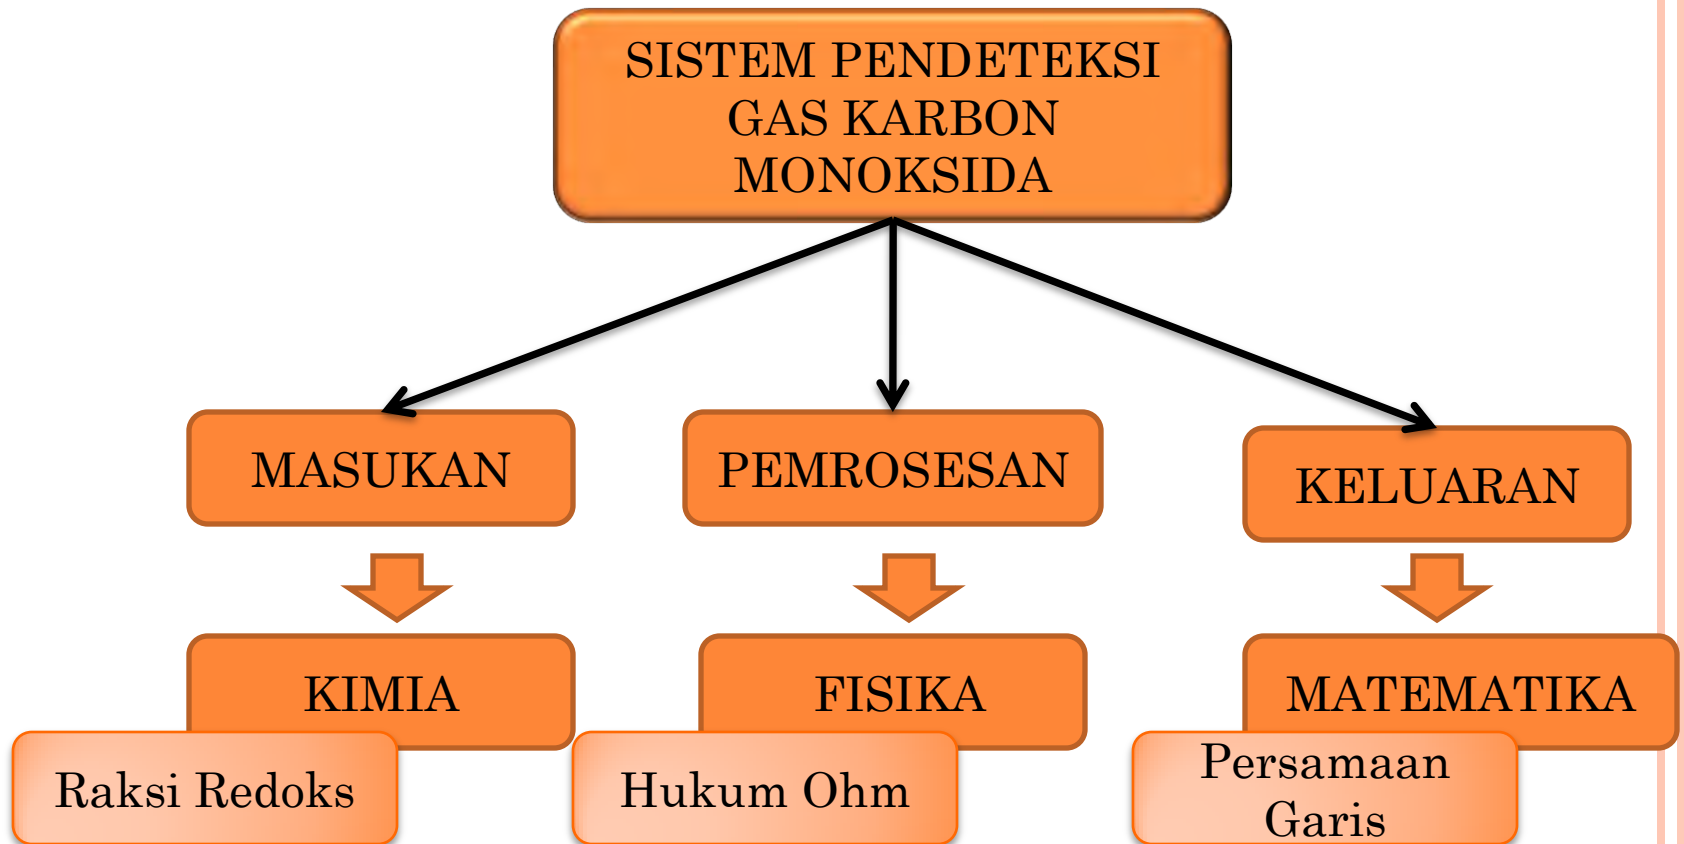 SISTEM PENDETEKSI
GAS KARBON
MONOKSIDA
MASUKAN
PEMROSESAN
KELUARAN
KIMIA
FISIKA
MATEMATIKA
Raksi Redoks
Hukum Ohm
Persamaan
Garis